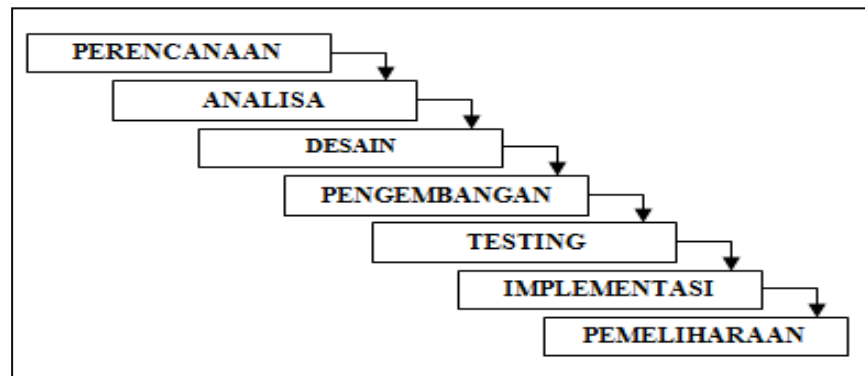 PERENCANAAN
ANALISA
DESAIN
PENGEMBANGAN
TESTING
IMPLEMENTASI
PEMELIHARAAN